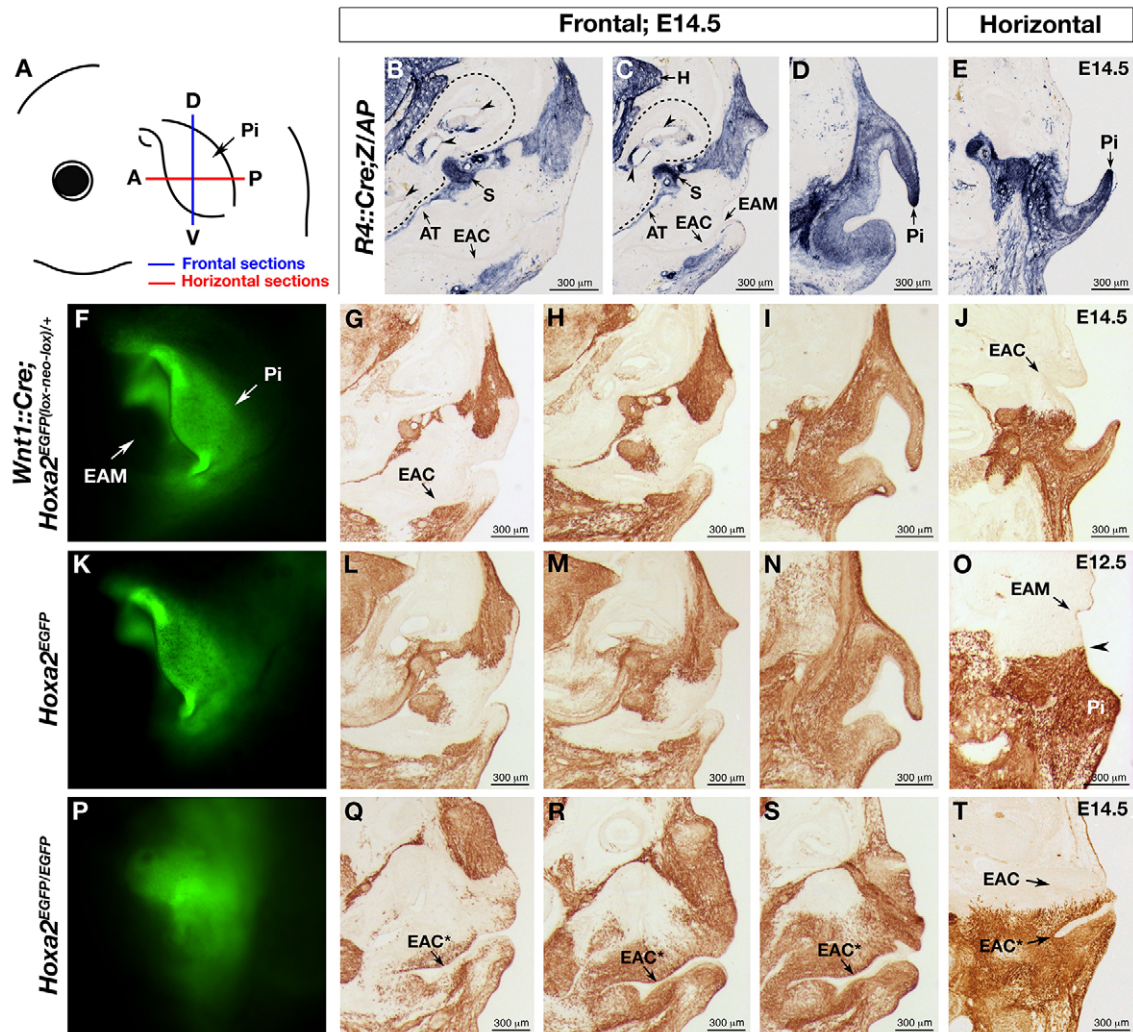 Frontal; E14.5
Horizontal
A
D
Pi
A
P
V
Frontal sections
Horizontal sections
R4::Cre;Z/AP
B
S
AT
EAC
300 μm
C
H
S
EAM
AT
EAC
300 μm
D
Pi
300 μm
E
E14.5
Pi
300 μm
Wnt1::Cre;
Hoxa2EGFP(lox-neo-lox)/+
F
Pi
EAM
G
EAC
300 μm
H
300 μm
I
300 μm
J
E14.5
EAC
300 μm
Hoxa2EGFP
K
L
300 μm
M
300 μm
N
300 μm
O
E12.5
EAM
Pi
300 μm
Hoxa2EGFP/EGFP
P
Q
EAC*
300 μm
R
EAC*
300 μm
S
EAC*
300 μm
T
E14.5
EAC
EAC*
300 μm